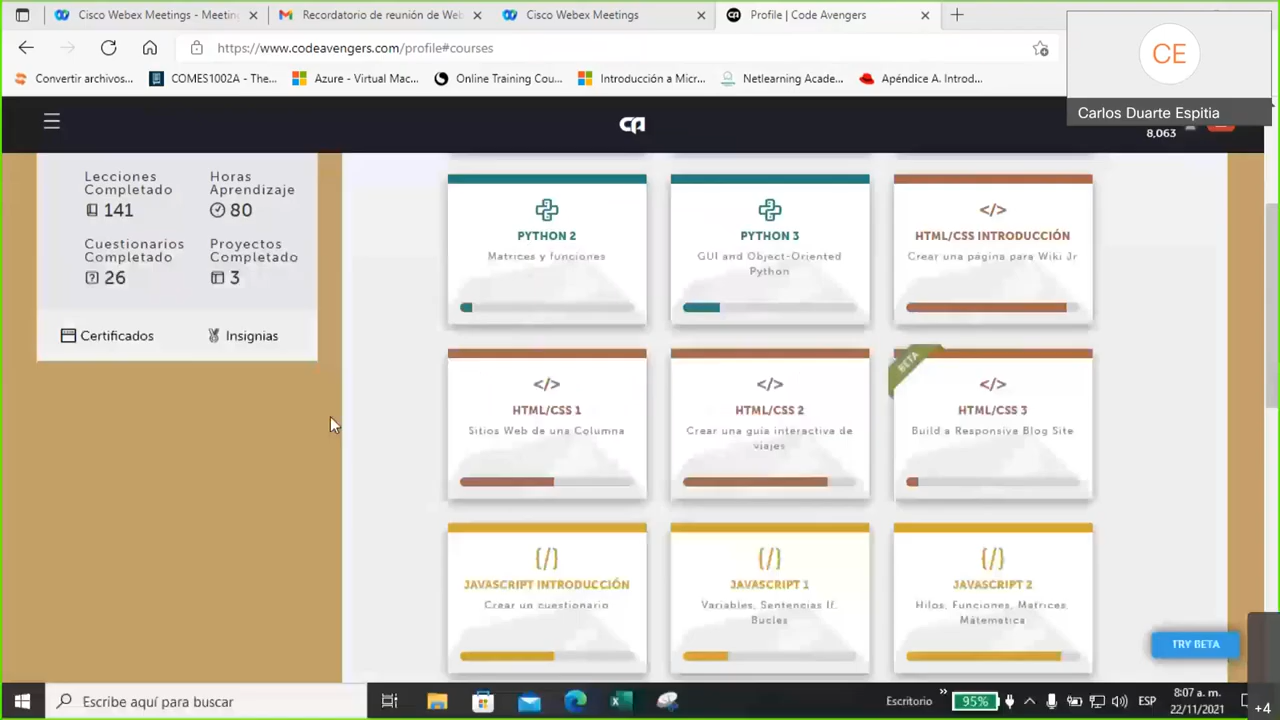 Cisco Webex Meetings - Meetin
Recordatorio de reunión de Web
Cisco Webex Meetings
Profile | Code Avengers
https://www.codeavengers.com/profile#courses
Convertir archivos...
COMES1002A - The...
Azure - Virtual Mac...
Online Training Cou...
Introducción a Micr...
Netlearning Acade...
Apéndice A. Introd...
CE
Carlos Duarte Espitia
CA
8,063
Lecciones
Completado
141
Horas
Aprendizaje
80
Cuestionarios
Completado
26
Proyectos
Completado
3
Certificados
Insignias
PYTHON 2
Matrices y funciones
PYTHON 3
GUI and Object-Oriented
Python
</>
HTML/CSS INTRODUCCIÓN
Crear una página para Wiki Jr
</>
HTML/CSS 1
Sitios Web de una Columna
</>
HTML/CSS 2
Crear una guía interactiva de
viajes
BETA
</>
HTML/CSS 3
Build a Responsive Blog Site
{/}
JAVASCRIPT INTRODUCCIÓN
Crear un cuestionario
{/}
JAVASCRIPT 1
Variables, Sentencias If,
Bucles
{/}
JAVASCRIPT 2
Hilos, Funciones, Matrices,
Matemática
TRY BETA
Escribe aquí para buscar
Escritorio
95%
ESP
8:07 a. m.
22/11/2021
+4